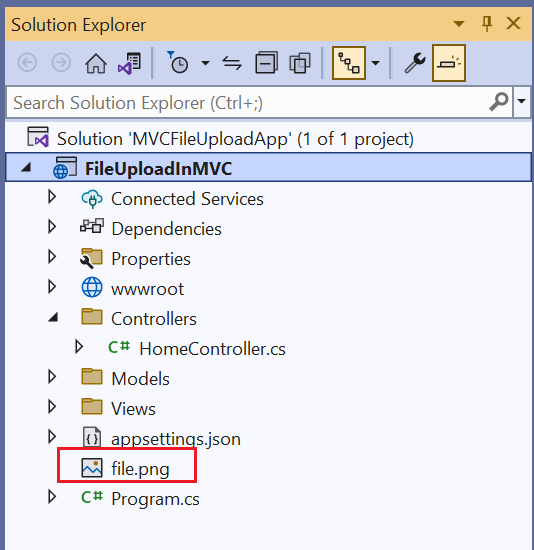 Solution Explorer
Search Solution Explorer (Ctrl+;)
Solution 'MVCFileUploadApp' (1 of 1 project)
FileUploadInMVC
Connected Services
Dependencies
Properties
wwwroot
Controllers
C# HomeController.cs
Models
Views
appsettings.json
file.png
C# Program.cs